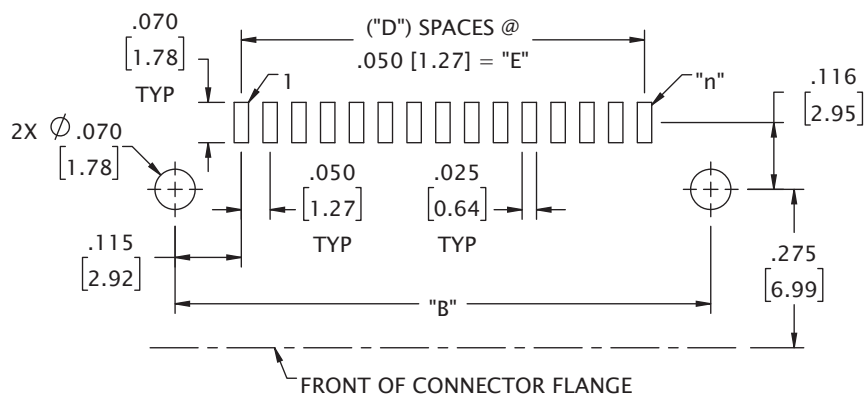 .070
[1.78]
TYP
("D") SPACES @
.050 [1.27] = "E"
1
"n"
.116
[2.95]
2X Ø .070
[1.78]
.050
[1.27]
TYP
.025
[0.64]
TYP
.115
[2.92]
.275
[6.99]
"B"
FRONT OF CONNECTOR FLANGE